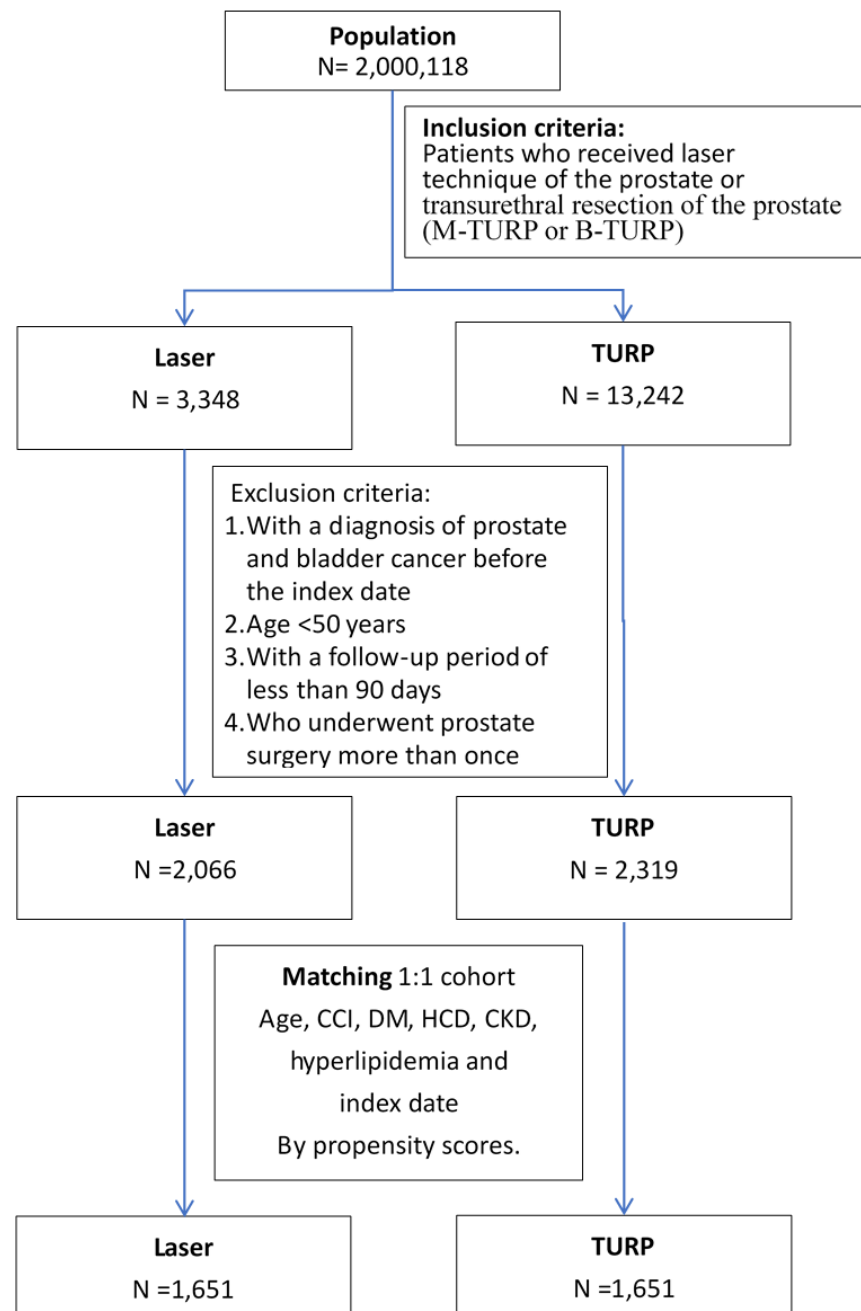 Population
N= 2,000,118
Inclusion criteria:
Patients who received laser
technique of the prostate or
transurethral resection of the prostate
(M-TURP or B-TURP)
Laser
N = 3,348
TURP
N = 13,242
Exclusion criteria:
1.With a diagnosis of prostate
and bladder cancer before
the index date
2.Age <50 years
3.With a follow-up period of
less than 90 days
4.Who underwent prostate
surgery more than once
Laser
N =2,066
TURP
N = 2,319
Matching 1:1 cohort
Age, CCI, DM, HCD, CKD,
hyperlipidemia and
index date
By propensity scores.
Laser
N =1,651
TURP
N =1,651